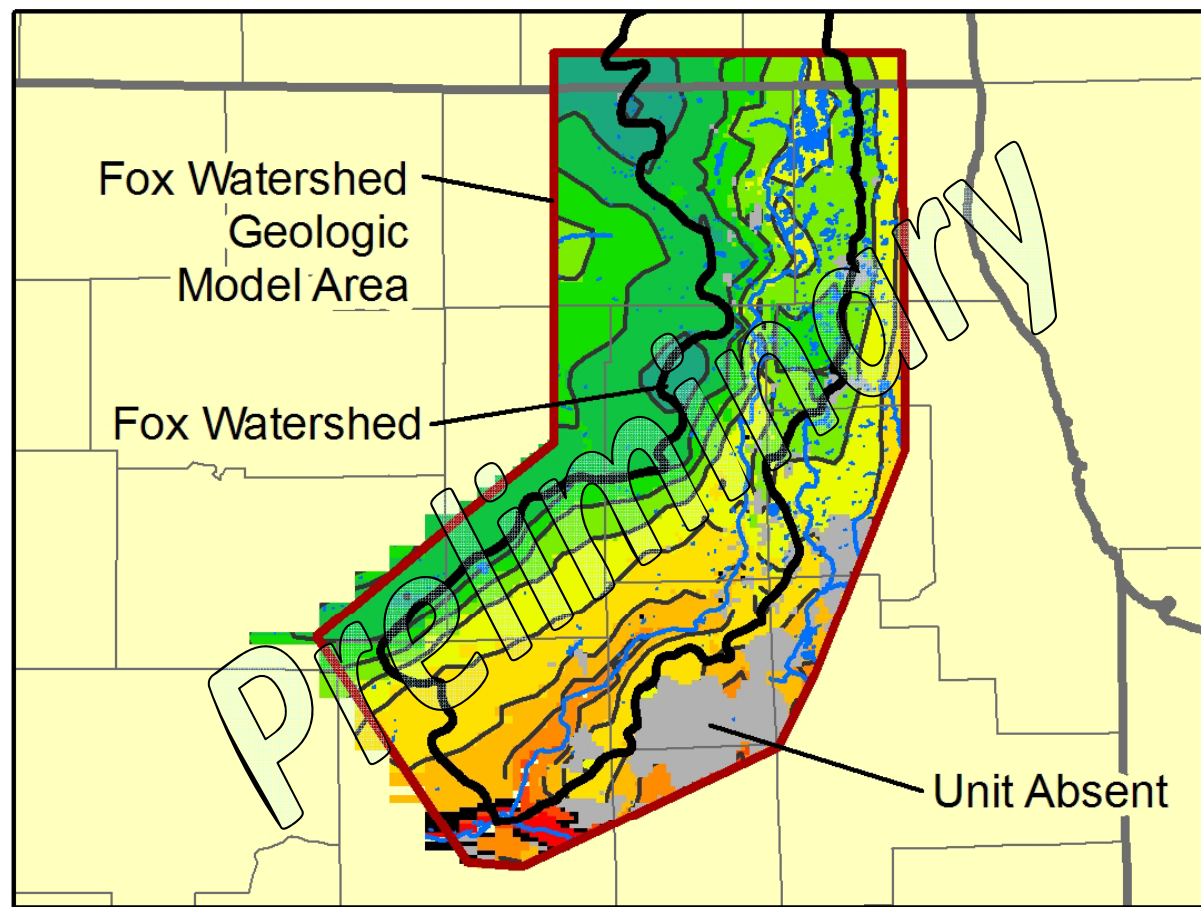 Fox Watershed
Geologic
Model Area
Fox Watershed
Preliminary
Unit Absent